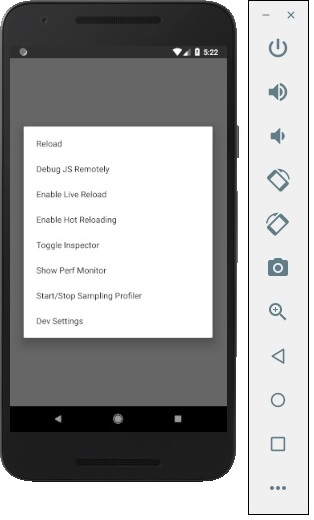 5:22
Reload
Debug JS Remotely
Enable Live Reload
Enable Hot Reloading
Toggle Inspector
Show Perf Monitor
Start/Stop Sampling Profiler
Dev Settings